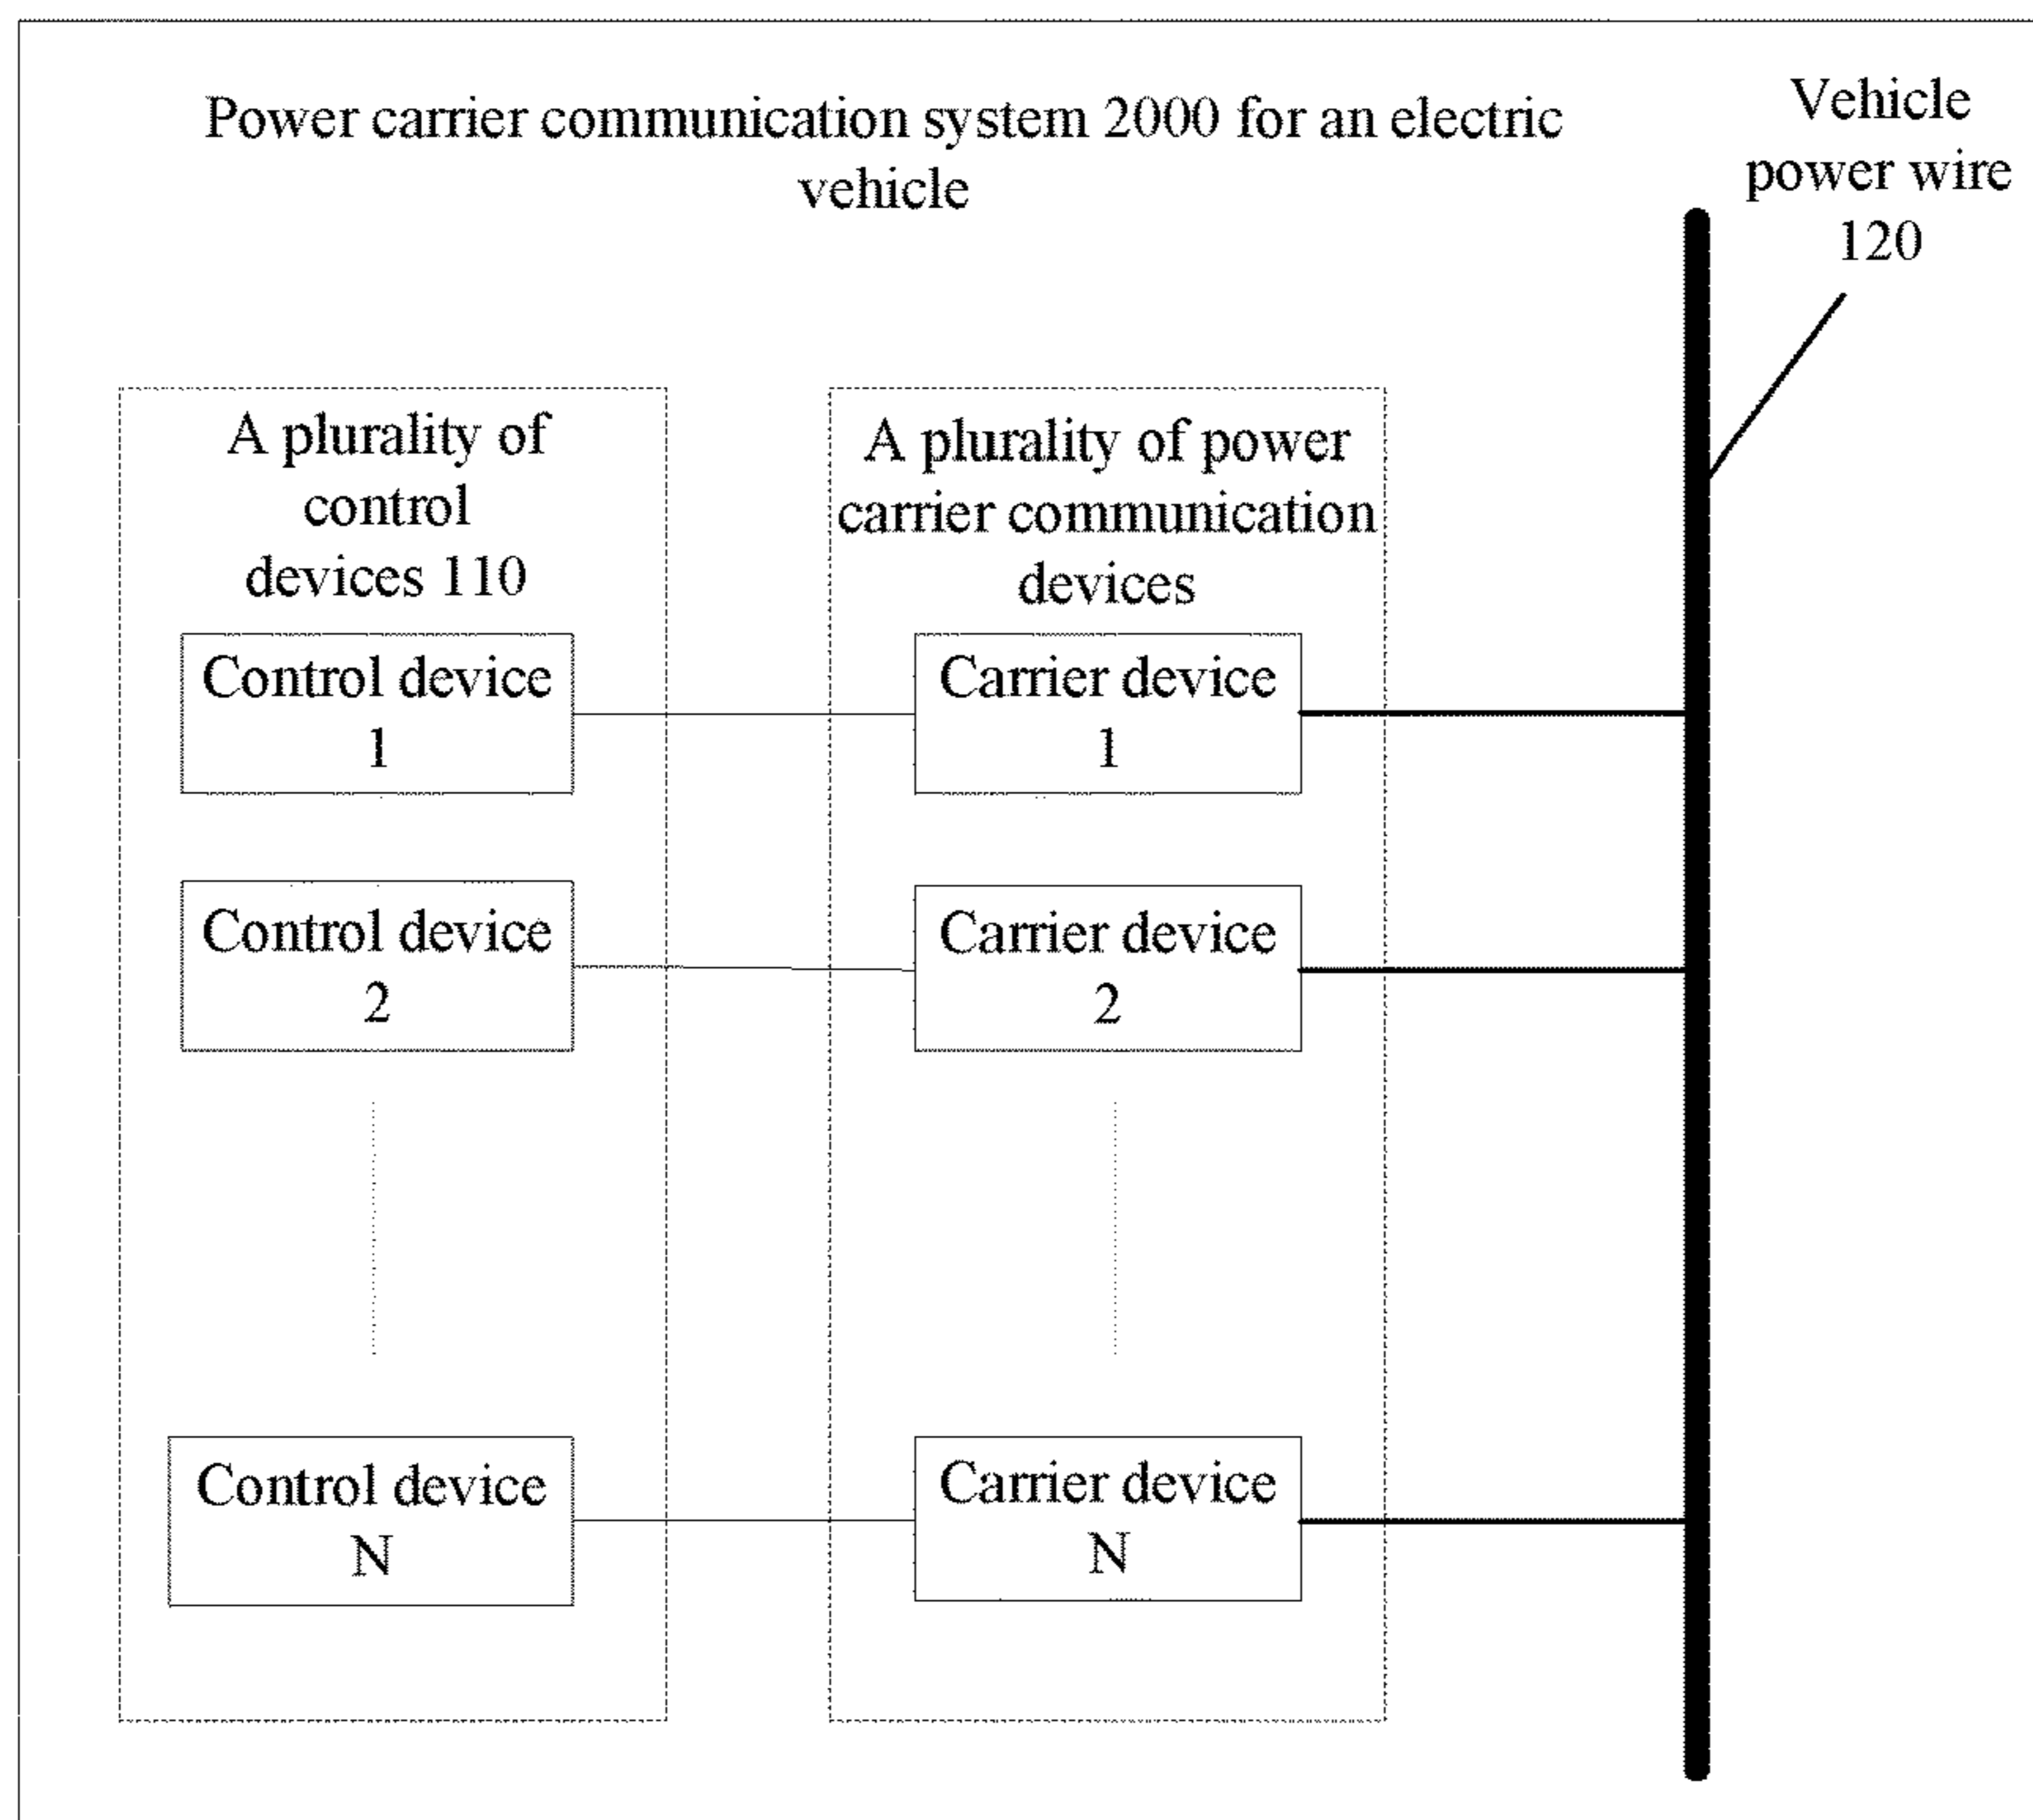 Power carrier communication system 2000 for an electric
vehicle
Vehicle
power wire
120
A plurality of
control
devices 110
A plurality of power
carrier communication
devices
Control device
1
Carrier device
1
Control device
2
Carrier device
2
Control device
N
Carrier device
N